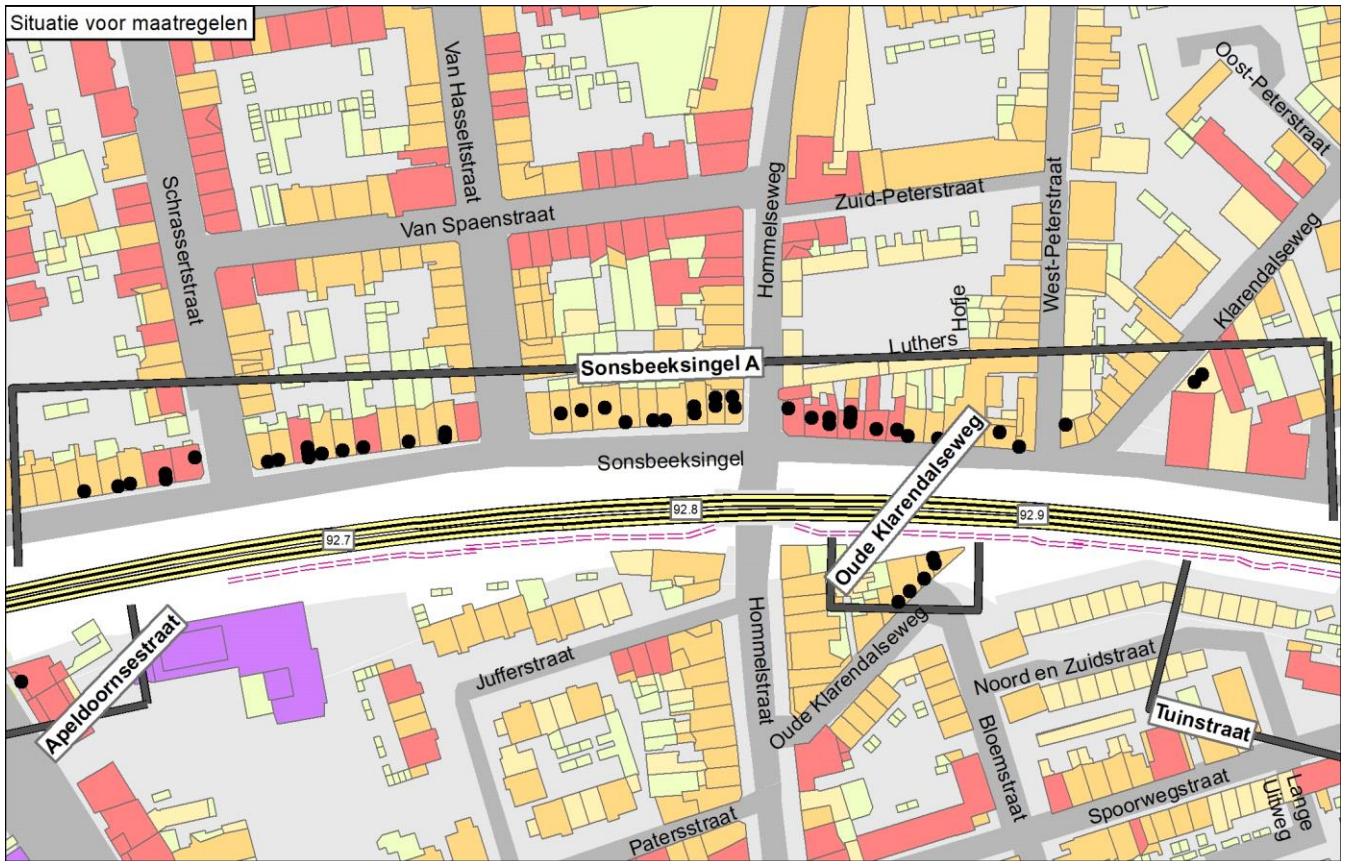 Situatie voor maatregelen
Van Hasseltstraat
Oost-Peterstraat
Schrassertstraat
Van Spaenstraat
Hommelseweg
Zuid-Peterstraat
West-Peterstraat
Klarendalseweg
Luthers
Hofje
Sonsbeeksingel A
Sonsbeeksingel
Oude Klarendalseweg
92.7
92.8
92.9
Apeldoornsestraat
Jufferstraat
Hommelstraat
Oude Klarendalseweg
Noord en Zuidstraat
Bloemstraat
Tuinstraat
Patersstraat
Spoorwegstraat
Lange
Uitweg